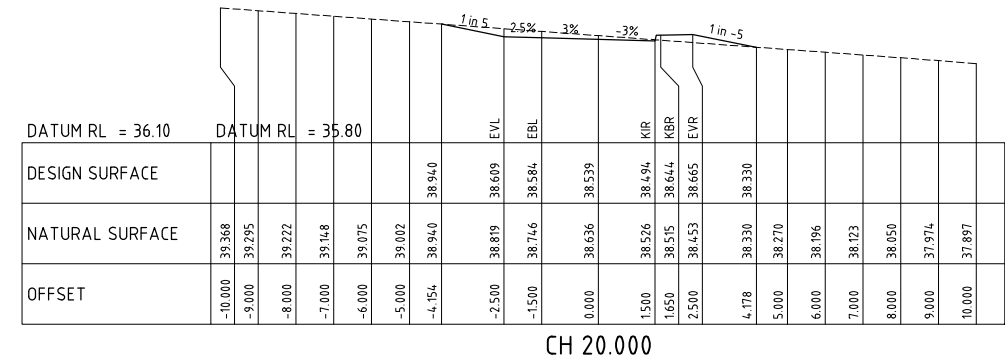 1 in 5 2.5% 3% -3% 1 in -5
DATUM RL = 36.10 DATUM RL = 35.80 EVL EBL KIR KBR EVR
DESIGN SURFACE 38.940 38.609 38.584 38.539 38.494 38.644 38.665 38.330
NATURAL SURFACE 39.368 39.295 39.222 39.148 39.075 39.002 38.940 38.819 38.746 38.636 38.526 38.515 38.453 38.330 38.270 38.196 38.123 38.050 37.974 37.897
OFFSET -10.000 -9.000 -8.000 -7.000 -6.000 -5.000 -4.154 -2.500 -1.500 0.000 1.500 1.650 2.500 4.178 5.000 6.000 7.000 8.000 9.000 10.000
CH 20.000